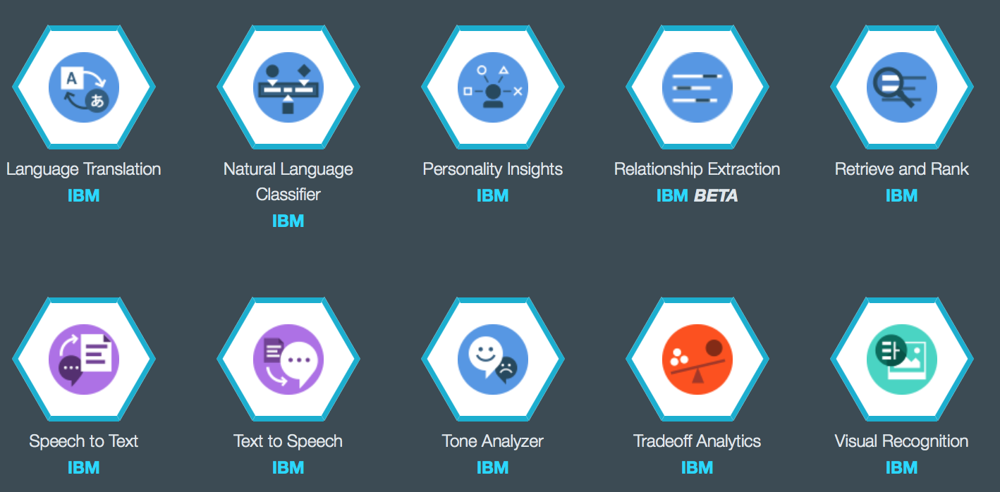 A
あ
Language Translation
IBM
Natural Language
Classifier
IBM
Personality Insights
IBM
Relationship Extraction
IBM BETA
Retrieve and Rank
IBM
Speech to Text
IBM
Text to Speech
IBM
Tone Analyzer
IBM
Tradeoff Analytics
IBM
Visual Recognition
IBM